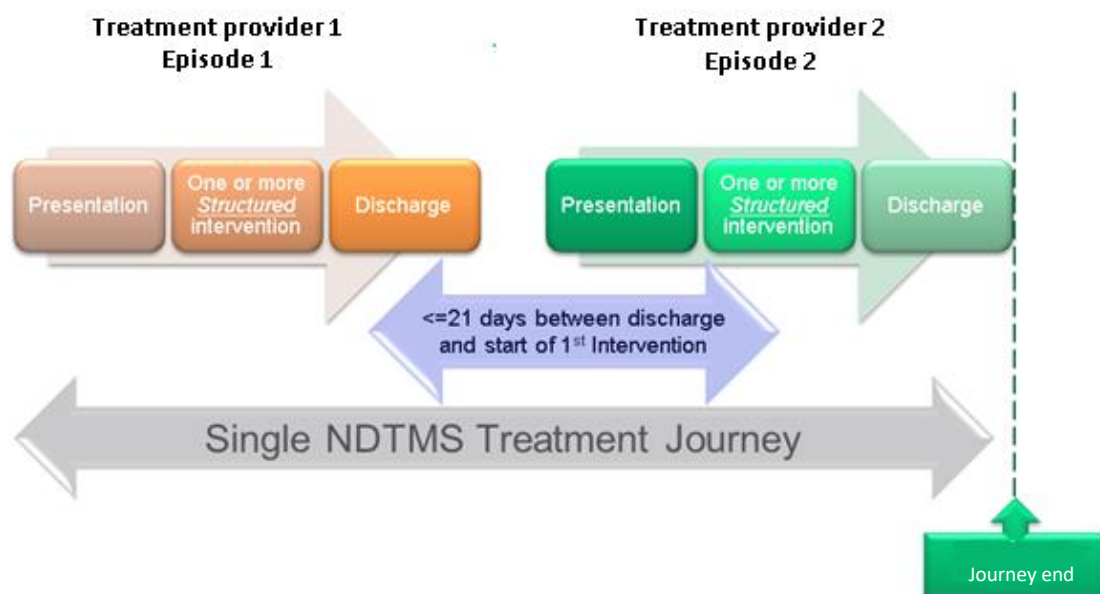 Treatment provider 1
Episode 1
Treatment provider 2
Episode 2
Presentation
One or more
Structured
intervention
Discharge
Presentation
One or more
Structured
intervention
Discharge
<=21 days between discharge
and start of 1st Intervention
Single NDTMS Treatment Journey
Journey end